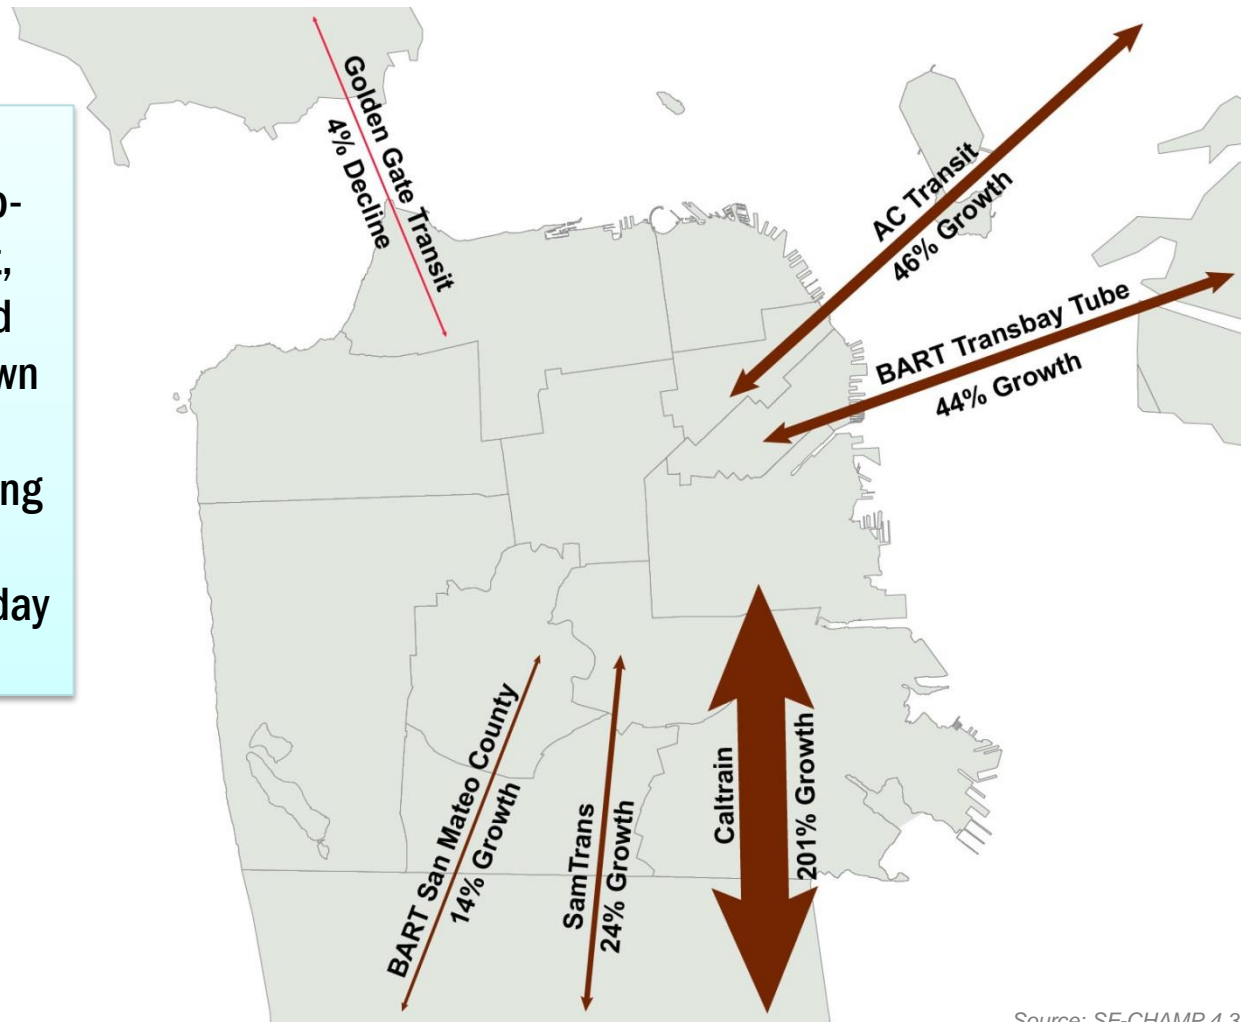 Golden Gate Transit
4% Decline
AC Transit
46% Growth
BART Transbay Tube
44% Growth
day
BART San Mateo County
14% Growth
SamTrans
24% Growth
Caltrain
201% Growth
Source: SF-CHAMP 4.3